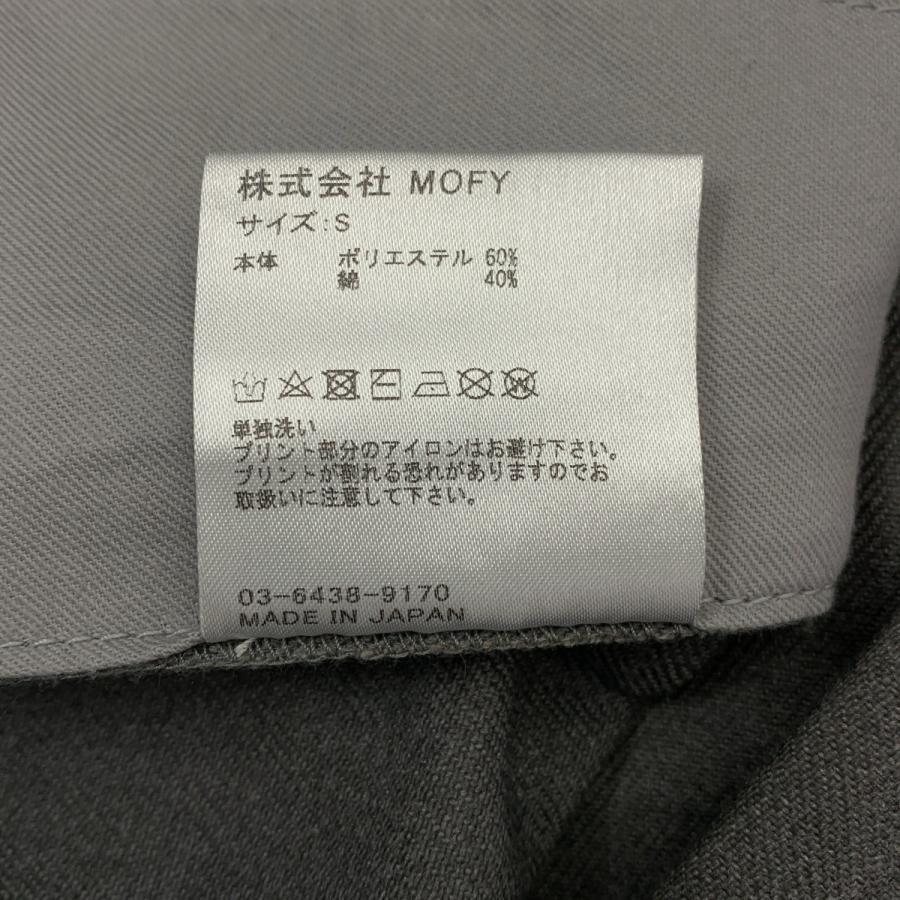 株式会社 MOFY
サイズ:S
本体 ポリエステル 60%
綿 40%
単独洗い
プリント部分のアイロンはお避け下さい。
プリントが割れる恐れがありますのでお
取扱いに注意して下さい。
03-6438-9170
MADE IN JAPAN